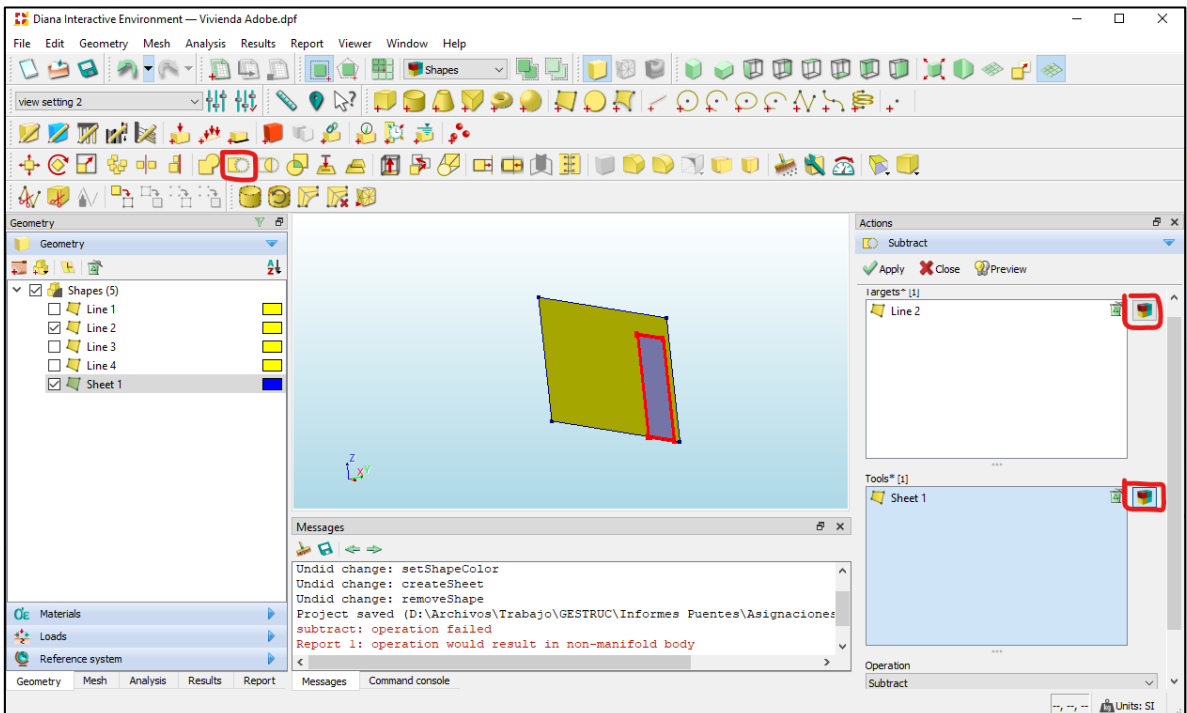 Diana Interactive Environment — Vivienda Adobe.dpf
File Edit Geometry Mesh Analysis Results Report Viewer Window Help
Shapes
view setting 2
Geometry
Actions
Geometry
Subtract
Apply Close Preview
Shapes (5)
Line 1
Line 2
Line 3
Line 4
Sheet 1
Targets* [1]
Line 2
Z
X Y
Tools* [1]
Sheet 1
Messages
Undid change: setShapeColor
Undid change: createSheet
Undid change: removeShape
Project saved (D:\Archivos\Trabajo\GESTRUC\Informes Puentes\Asignaciones
subtract: operation failed
Report 1: operation would result in non-manifold body
Materials
Loads
Reference system
Operation
Subtract
Geometry Mesh Analysis Results Report
Messages Command console
--, --, -- Units: SI